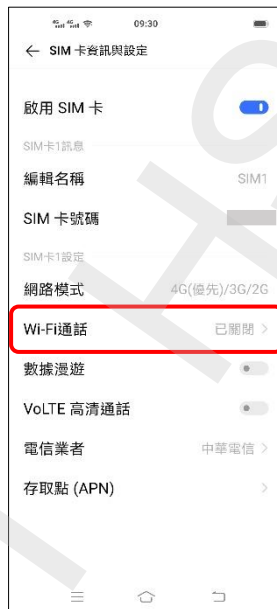 4G 4G 09:30
← SIM 卡資訊與設定
啟用 SIM 卡
SIM卡1訊息
編輯名稱 SIM1
SIM 卡號碼
SIM卡1設定
網路模式 4G(優先)/3G/2G
Wi-Fi通話 已關閉 >
數據漫遊
VoLTE 高清通話
電信業者 中華電信 >
存取點 (APN) >